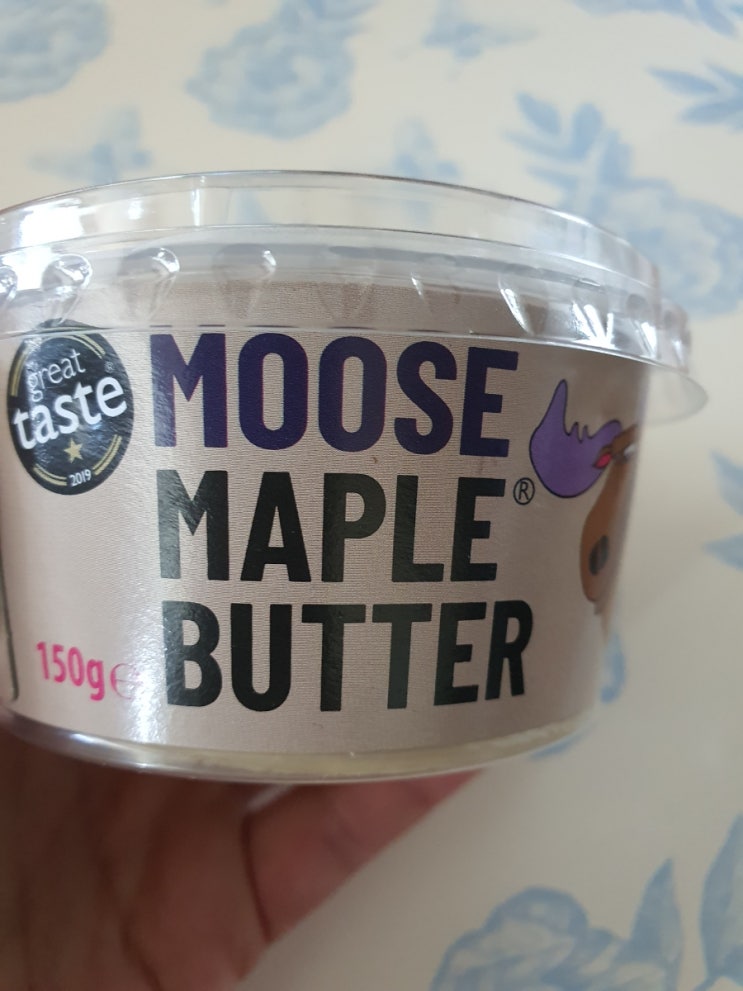 great
taste
2019
MOOSE
MAPLE®
BUTTER
150g ℮